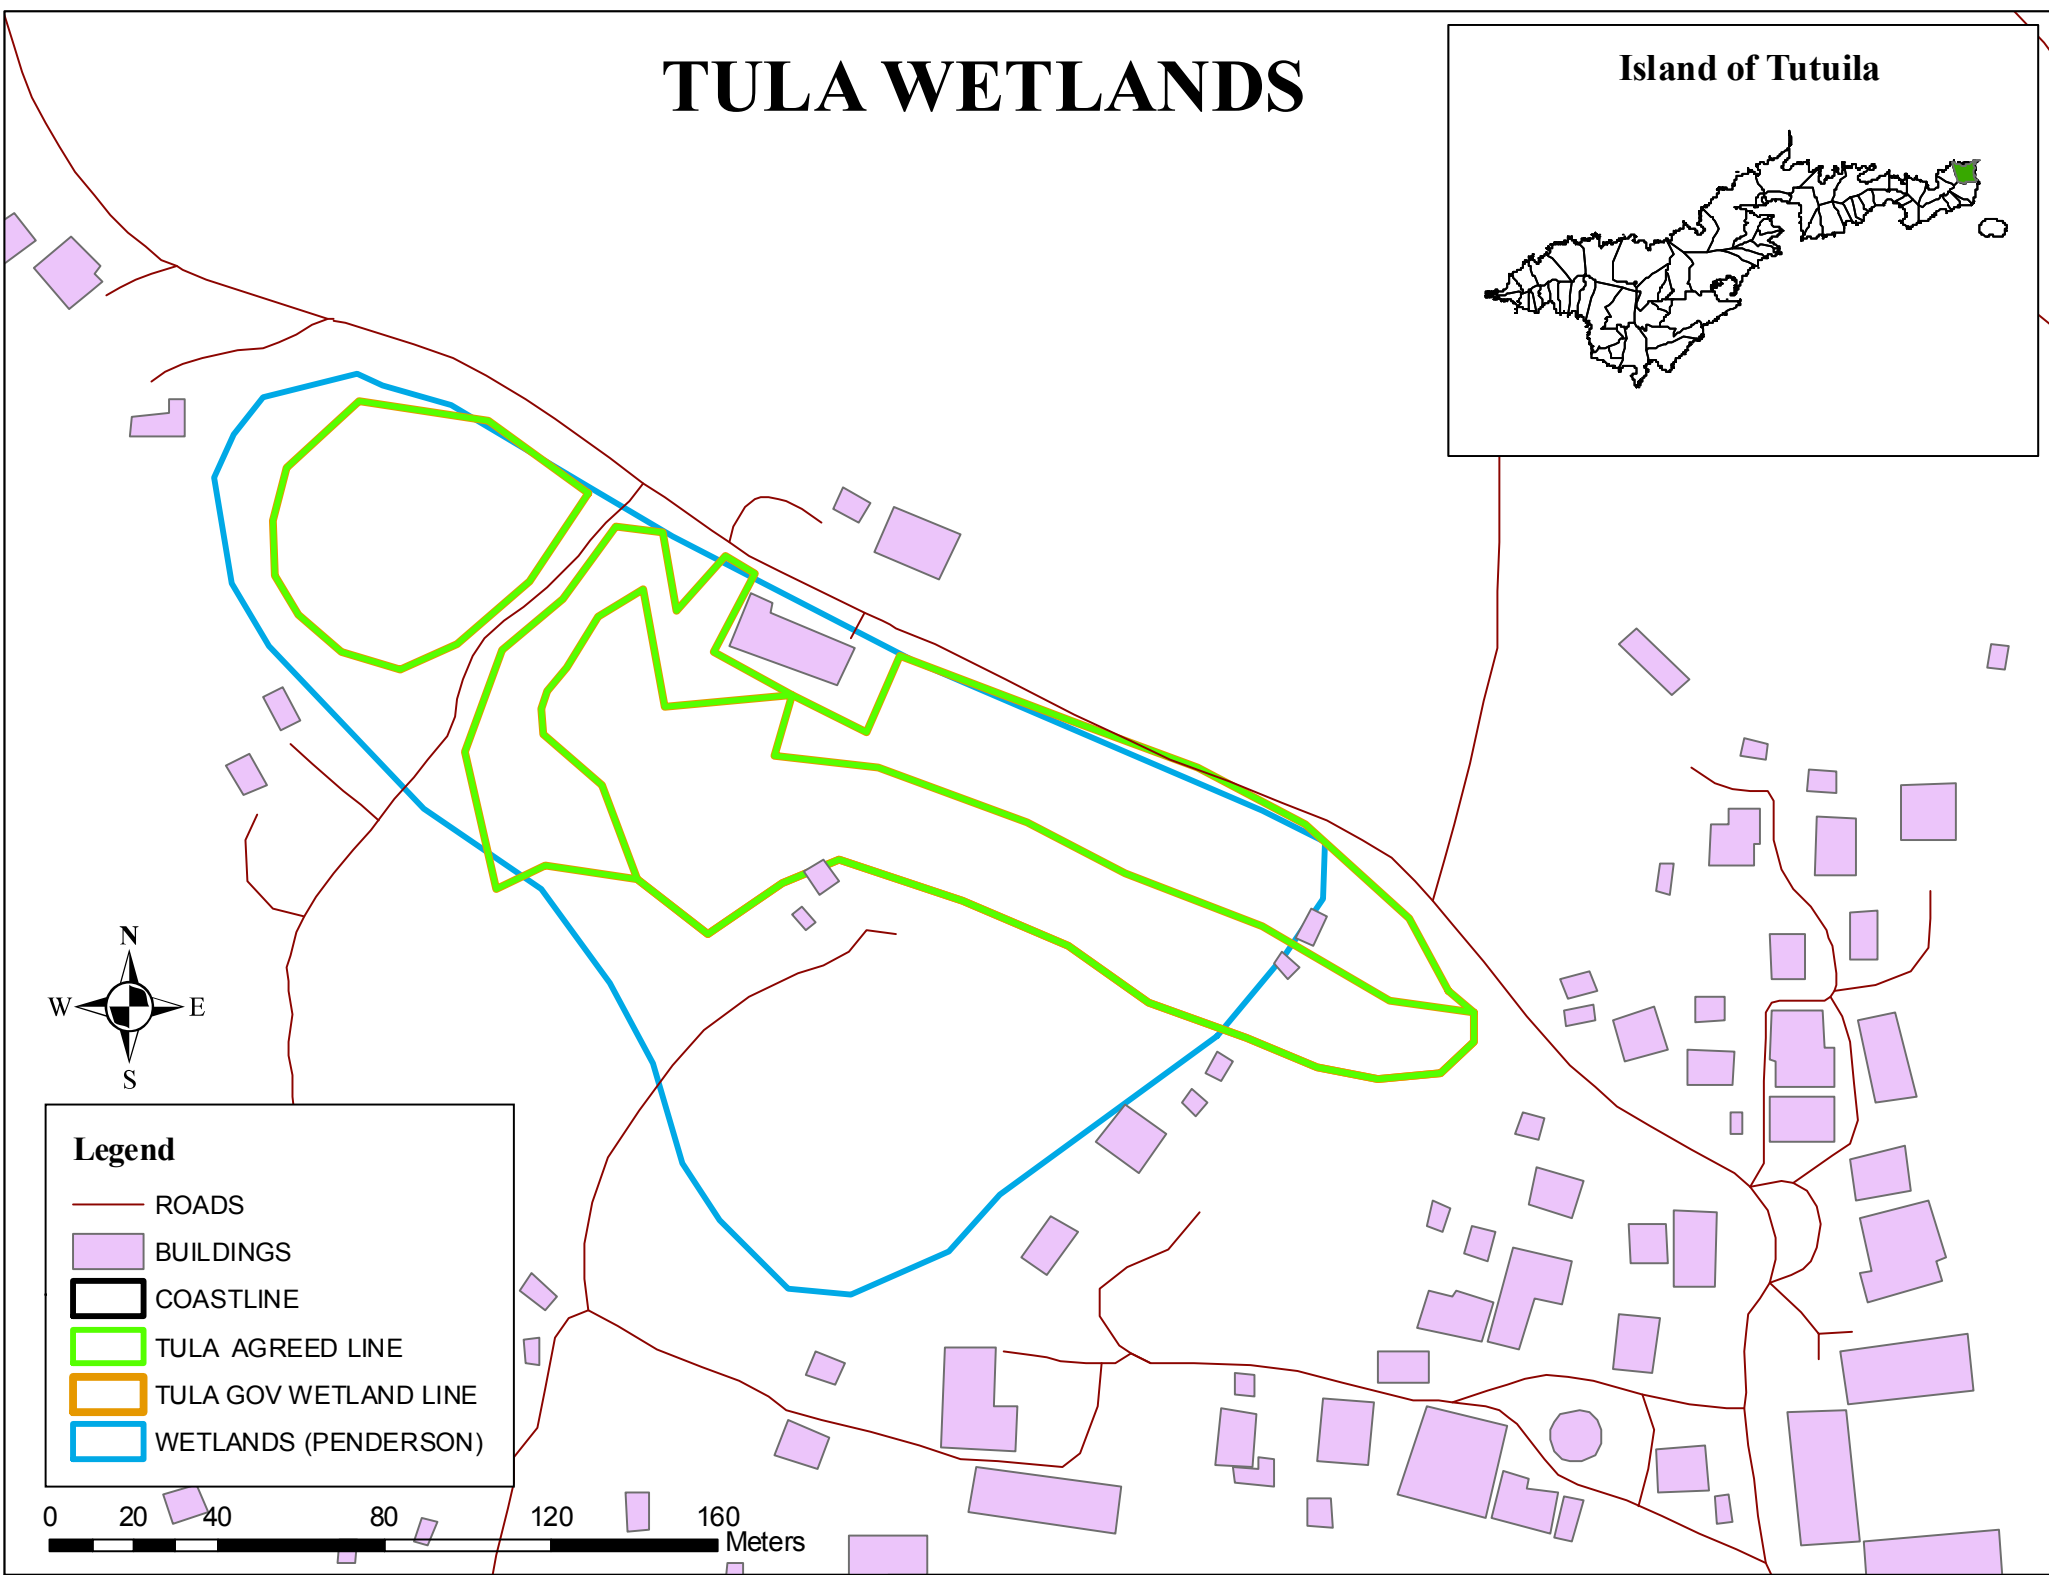 TULA WETLANDS
Island of Tutuila
N
W E
S
Legend
ROADS
BUILDINGS
COASTLINE
TULA AGREED LINE
TULA GOV WETLAND LINE
WETLANDS (PENDERSON)
0 20 40 80 120 160
Meters